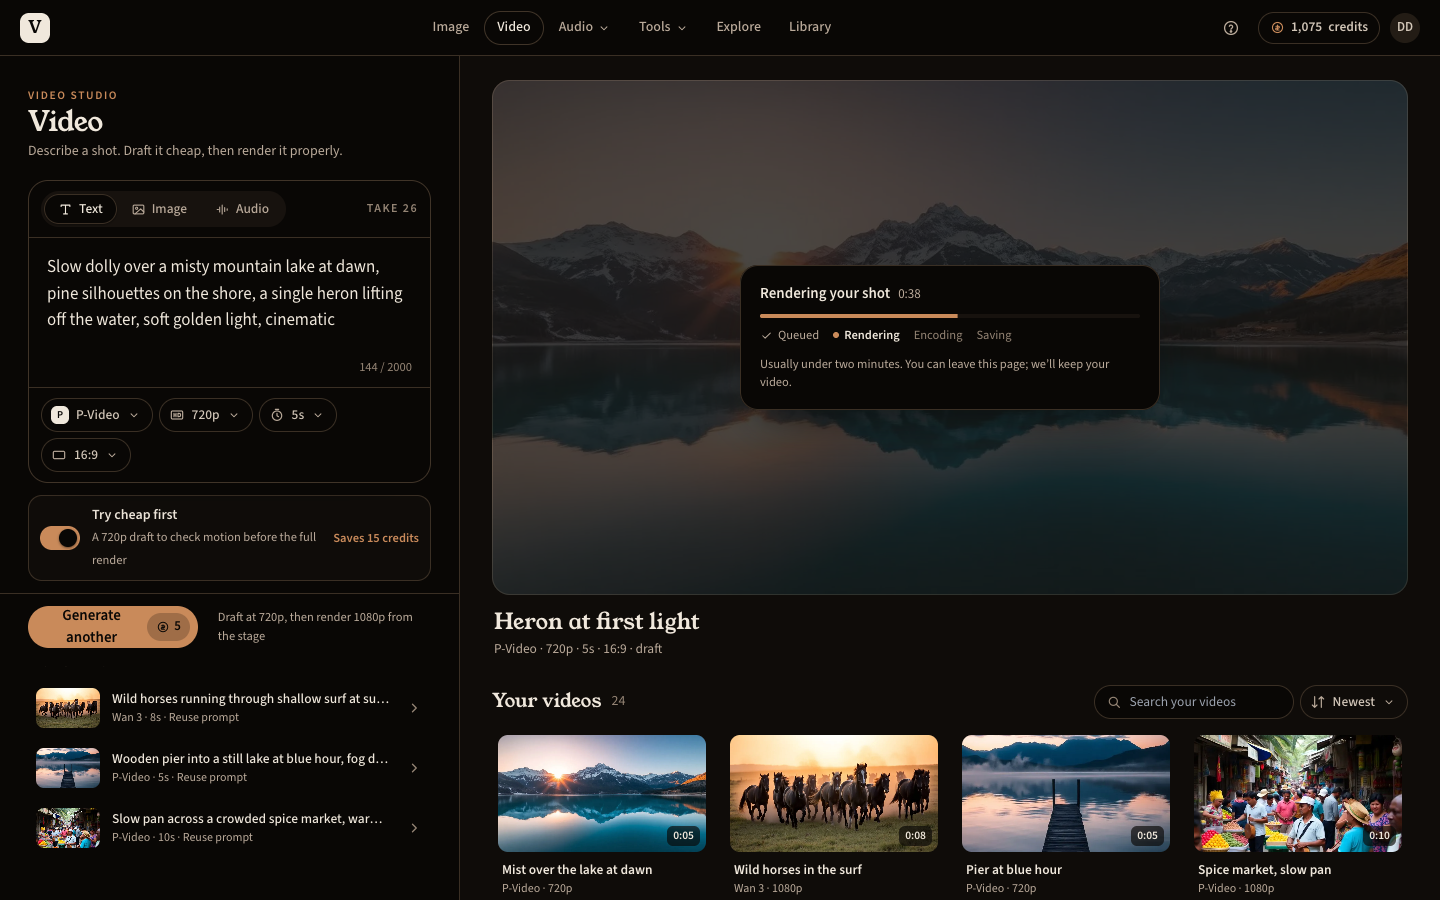 V
Image
Video
Audio
Tools
Explore
Library
1,075 credits
DD
VIDEO STUDIO
Video
Describe a shot. Draft it cheap, then render it properly.
Text
Image
Audio
TAKE 26
Slow dolly over a misty mountain lake at dawn,
pine silhouettes on the shore, a single heron lifting
off the water, soft golden light, cinematic
144 / 2000
P P-Video
HD 720p
5s
16:9
Try cheap first
A 720p draft to check motion before the full
render
Saves 15 credits
Generate
another
5
Draft at 720p, then render 1080p from
the stage
Wild horses running through shallow surf at su…
Wan 3 · 8s · Reuse prompt
Wooden pier into a still lake at blue hour, fog d…
P-Video · 5s · Reuse prompt
Slow pan across a crowded spice market, war…
P-Video · 10s · Reuse prompt
Rendering your shot 0:38
Queued
Rendering
Encoding
Saving
Usually under two minutes. You can leave this page; we’ll keep your
video.
Heron at first light
P-Video · 720p · 5s · 16:9 · draft
Your videos 24
Search your videos
Newest
0:05
0:08
0:05
0:10
Mist over the lake at dawn
P-Video · 720p
Wild horses in the surf
Wan 3 · 1080p
Pier at blue hour
P-Video · 720p
Spice market, slow pan
P-Video · 1080p